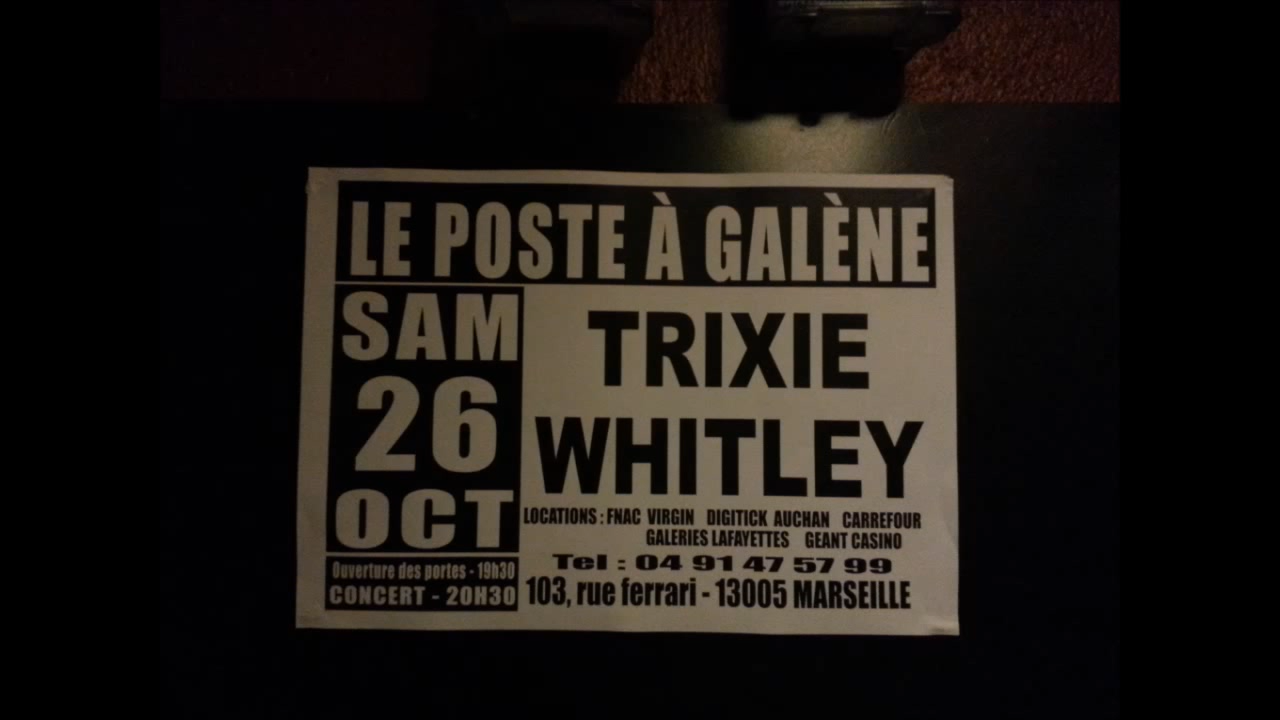 LE POSTE À GALÈNE
SAM
26
OCT
Ouverture des portes - 19h30
CONCERT - 20H30
TRIXIE
WHITLEY
LOCATIONS : FNAC VIRGIN DIGITICK AUCHAN CARREFOUR
GALERIES LAFAYETTES GEANT CASINO
Tel : 04 91 47 57 99
103, rue ferrari - 13005 MARSEILLE